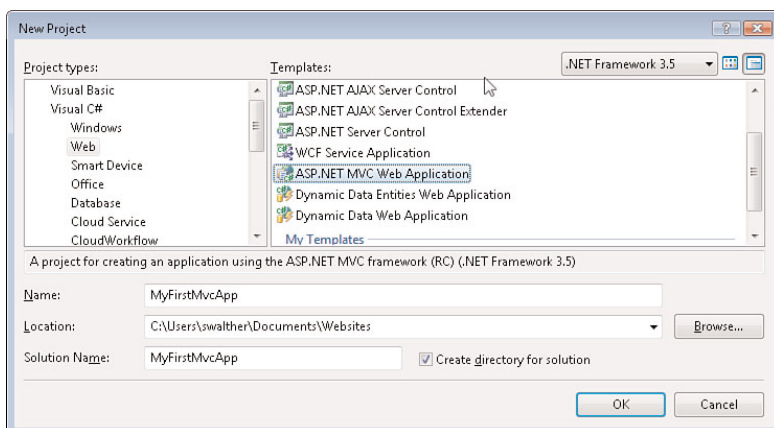 New Project
Project types:
Templates:
.NET Framework 3.5
Visual Basic
Visual C#
Windows
Web
Smart Device
Office
Database
Cloud Service
CloudWorkflow
ASP.NET AJAX Server Control
ASP.NET AJAX Server Control Extender
ASP.NET Server Control
WCF Service Application
ASP.NET MVC Web Application
Dynamic Data Entities Web Application
Dynamic Data Web Application
My Templates
A project for creating an application using the ASP.NET MVC framework (RC) (.NET Framework 3.5)
Name: MyFirstMvcApp
Location: C:\Users\swalther\Documents\Websites Browse...
Solution Name: MyFirstMvcApp Create directory for solution
OK Cancel